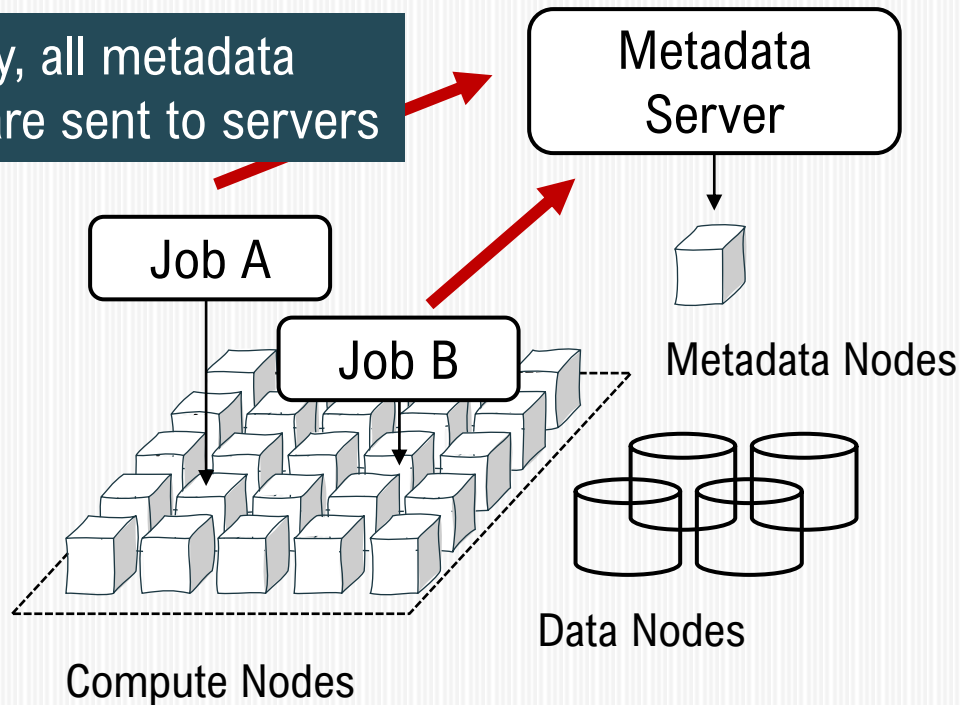 y, all metadata
are sent to servers
Metadata
Server
Job A
Job B
Metadata Nodes
Data Nodes
Compute Nodes